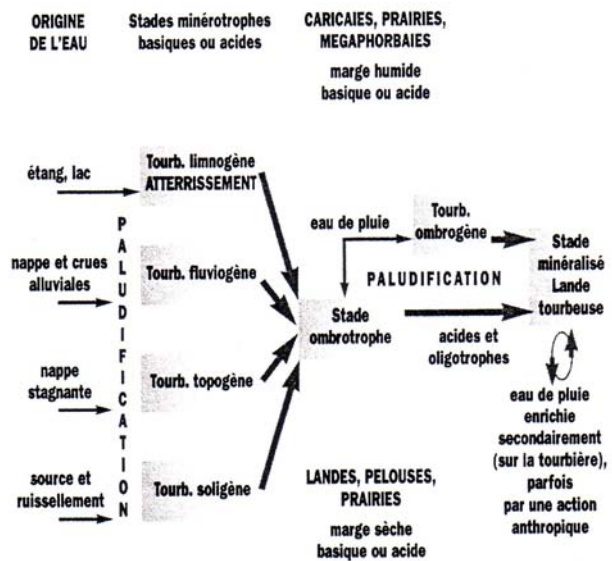 ORIGINE
DE L'EAU
Stades minérotrophes
basiques ou acides
CARICAIES, PRAIRIES,
MEGAPHORBAIES
marge humide
basique ou acide
étang, lac
Tourb. limnogène
ATTERRISSEMENT
PALUDIFICATION
nappe et crues
alluviales
Tourb. fluviogène
nappe
stagnante
Tourb. topogène
source et
ruissellement
Tourb. soligène
Stade
ombrotrophe
eau de pluie
Tourb.
ombrogène
PALUDIFICATION
acides et
oligotrophes
Stade
minéralisé
Lande
tourbeuse
eau de pluie
enrichie
secondairement
(sur la tourbière),
parfois
par une action
anthropique
LANDES, PELOUSES,
PRAIRIES
marge sèche
basique ou acide